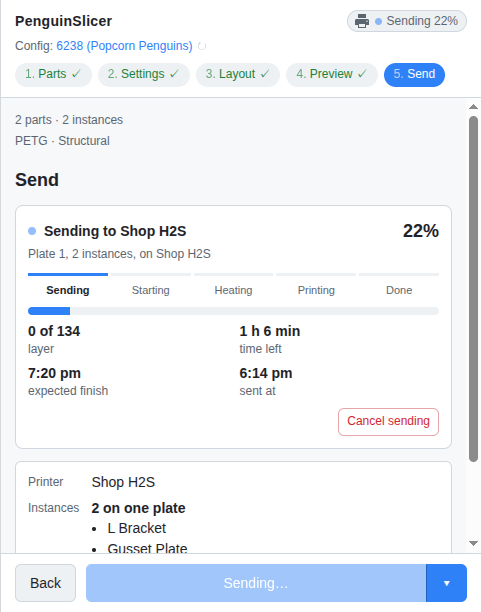 PenguinSlicer
Sending 22%
Config: 6238 (Popcorn Penguins)
1. Parts ✓
2. Settings ✓
3. Layout ✓
4. Preview ✓
5. Send
2 parts · 2 instances
PETG · Structural
Send
Sending to Shop H2S
22%
Plate 1, 2 instances, on Shop H2S
Sending
Starting
Heating
Printing
Done
0 of 134
layer
1 h 6 min
time left
7:20 pm
expected finish
6:14 pm
sent at
Cancel sending
Printer Shop H2S
Instances 2 on one plate
• L Bracket
• Gusset Plate
Back
Sending…